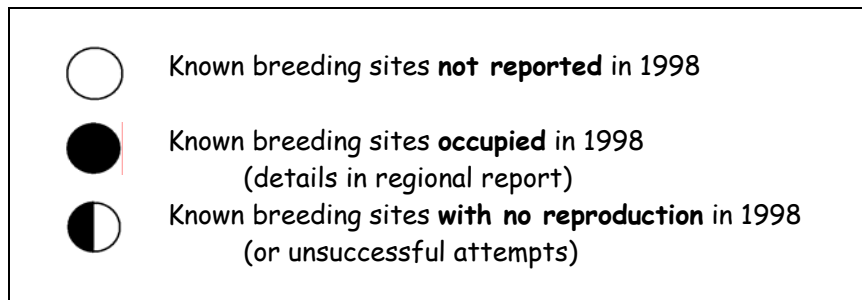 Known breeding sites not reported in 1998
Known breeding sites occupied in 1998
(details in regional report)
Known breeding sites with no reproduction in 1998
(or unsuccessful attempts)